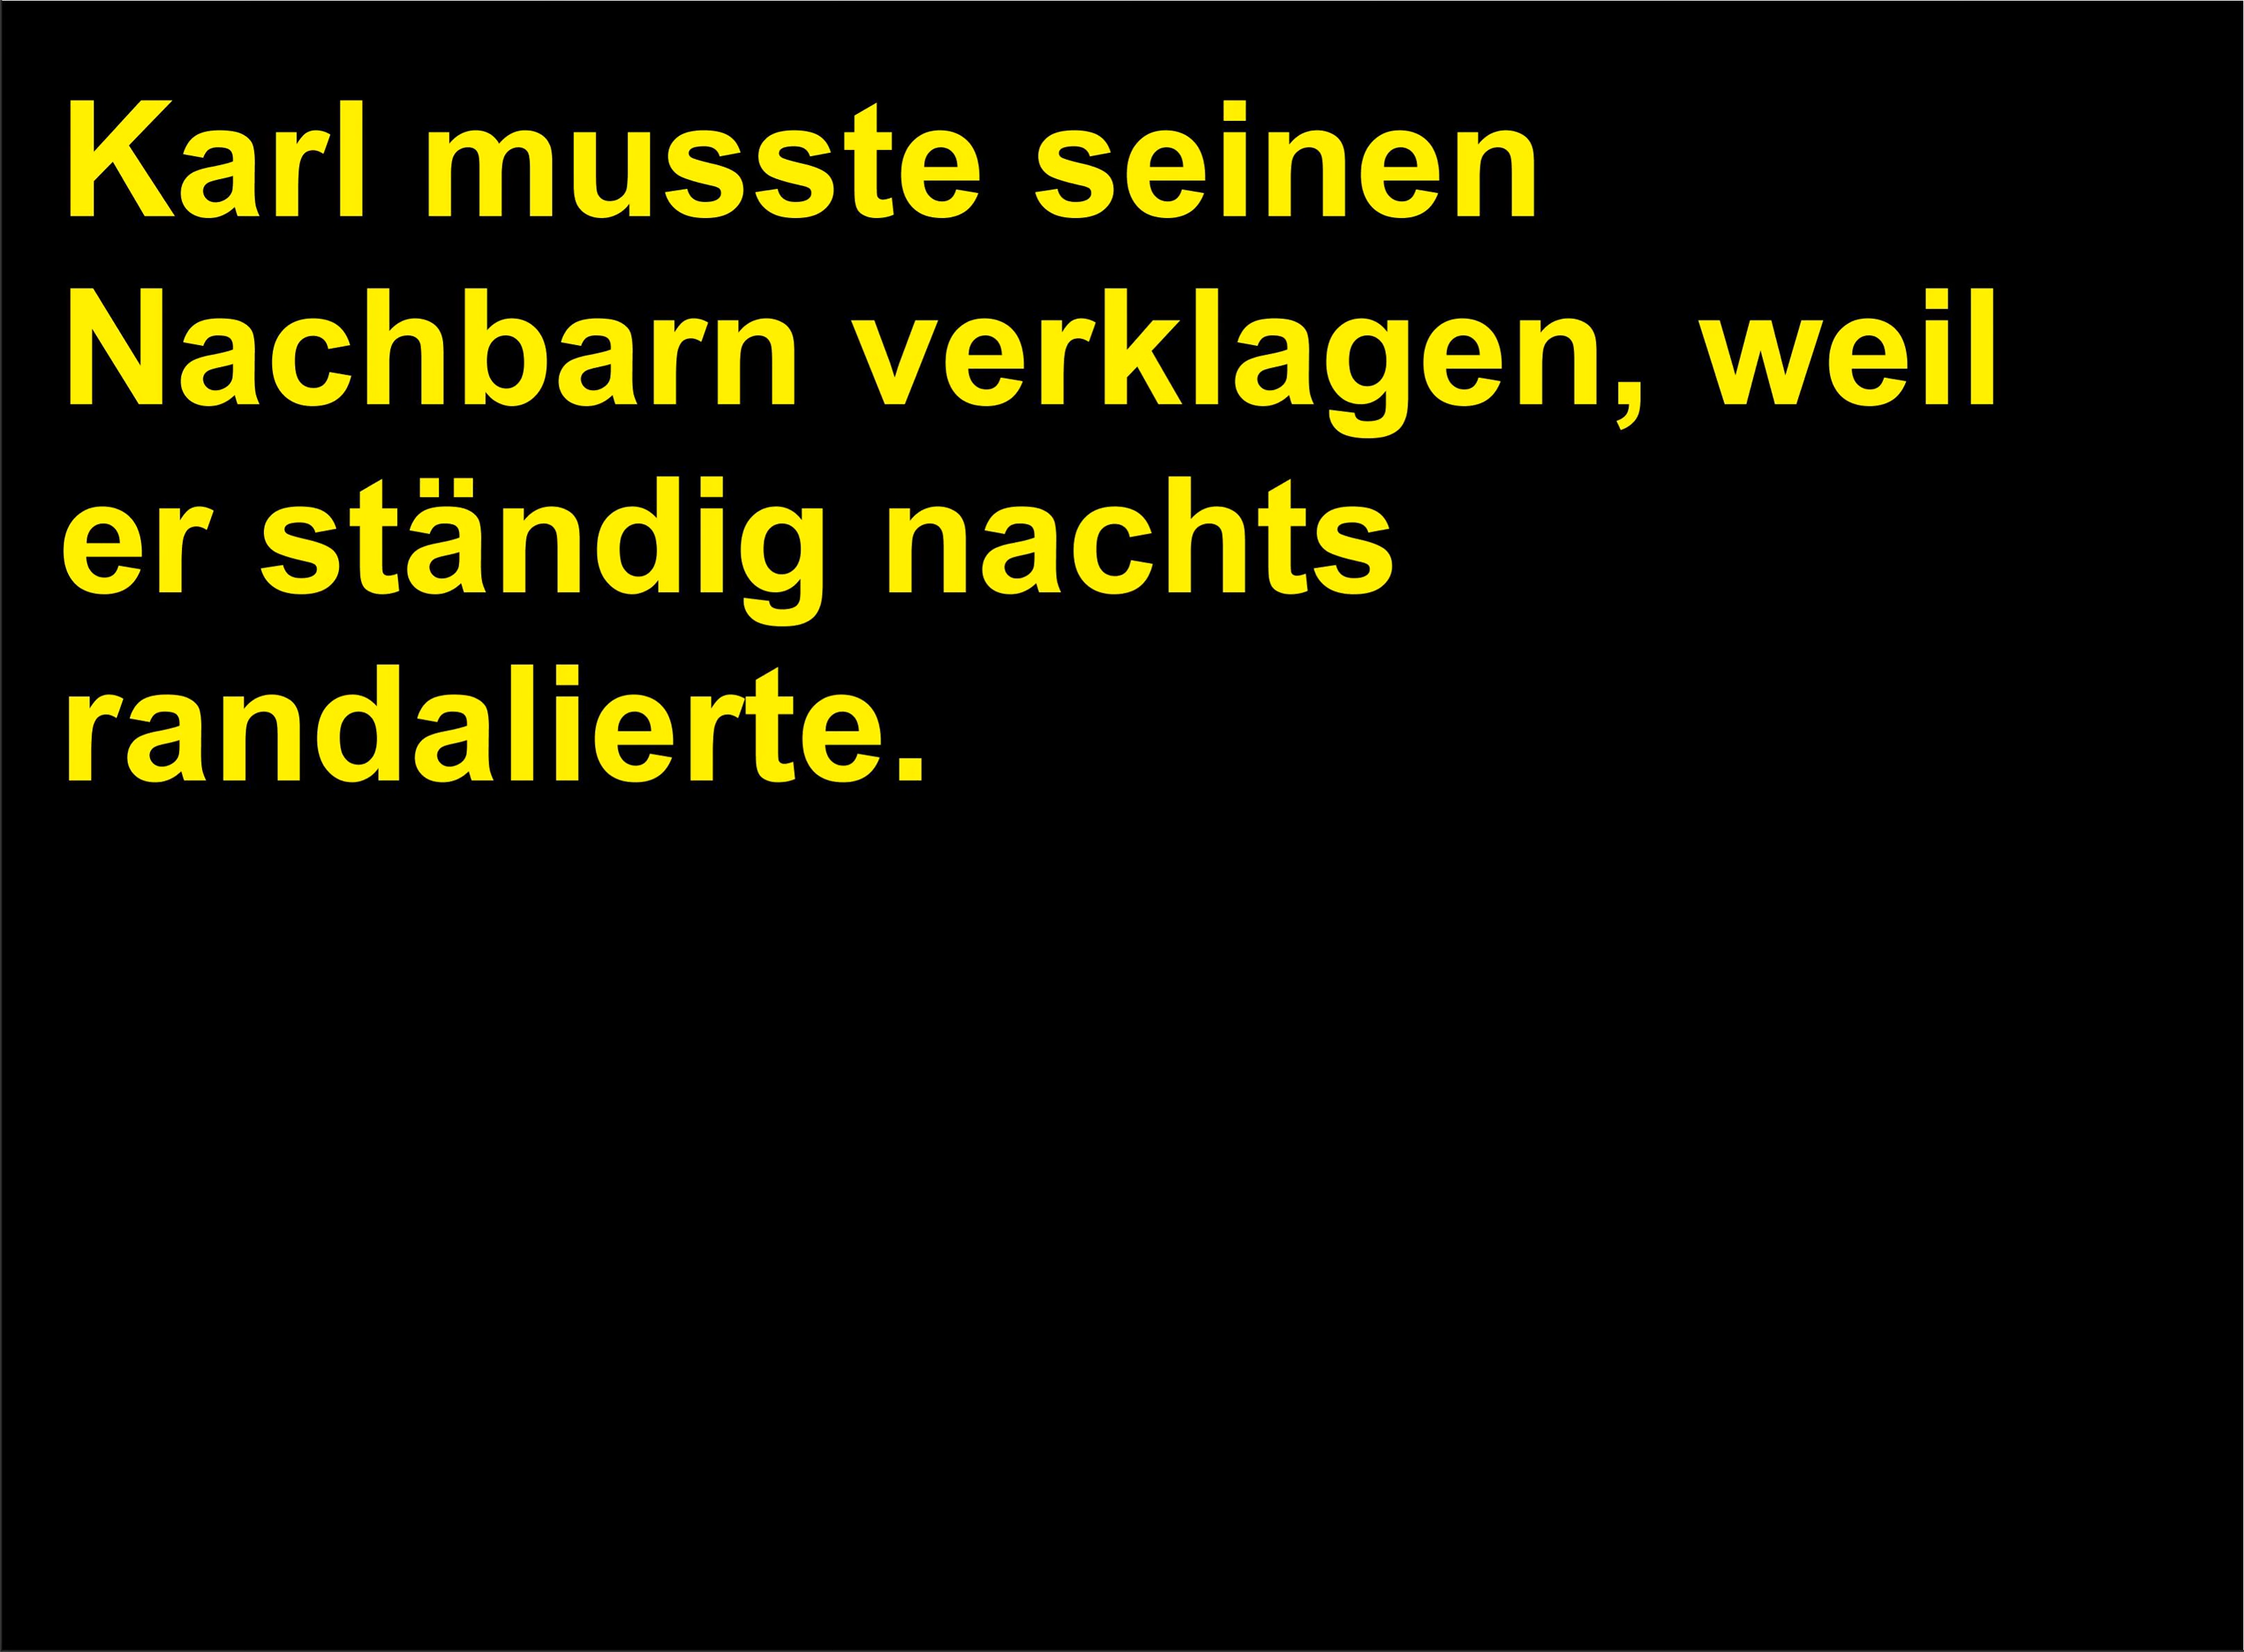 Karl musste seinen
Nachbarn verklagen, weil
er ständig nachts
randalierte.